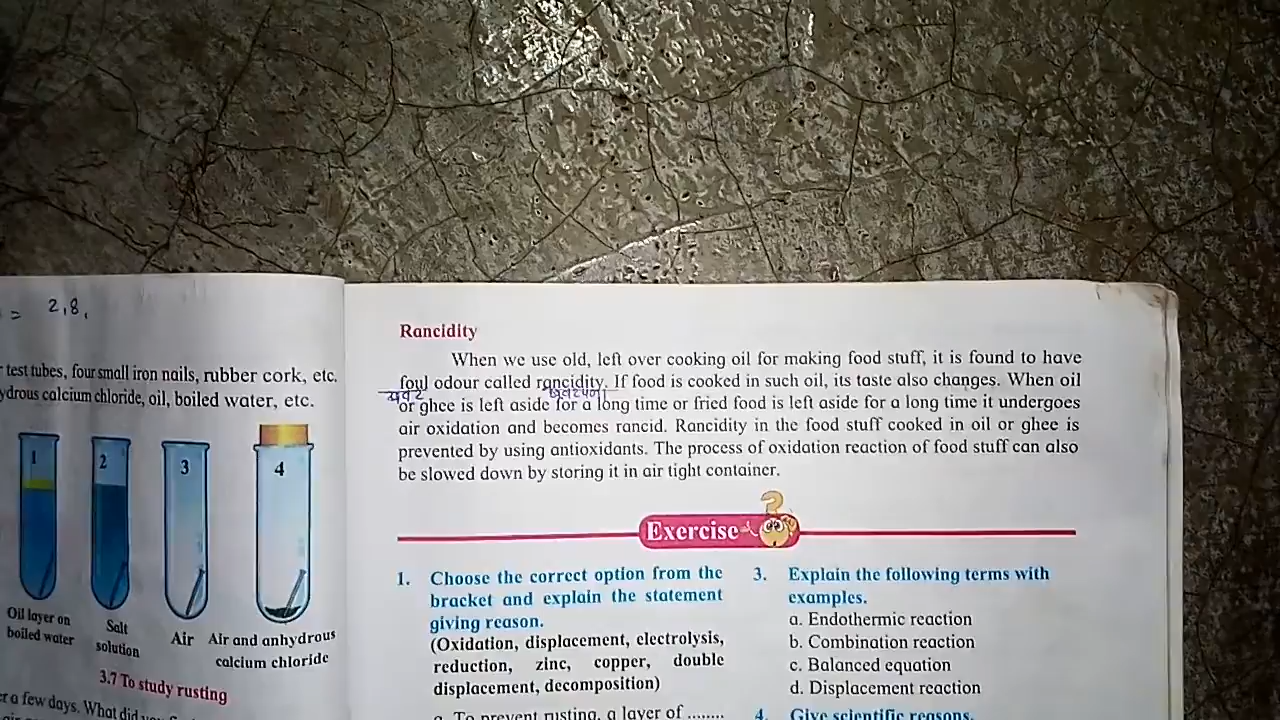 = 2,8,
test tubes, four small iron nails, rubber cork, etc.
calcium chloride, oil, boiled water, etc.
1
2
3
4
Oil layer on
boiled water
Salt
solution
Air
Air and anhydrous
calcium chloride
3.7 To study rusting
a few days. What did
Rancidity
When we use old, left over cooking oil for making food stuff, it is found to have
foul odour called rancidity. If food is cooked in such oil, its taste also changes. When oil
or ghee is left aside for a long time or fried food is left aside for a long time it undergoes
air oxidation and becomes rancid. Rancidity in the food stuff cooked in oil or ghee is
prevented by using antioxidants. The process of oxidation reaction of food stuff can also
be slowed down by storing it in air tight container.
Exercise
1. Choose the correct option from the
bracket and explain the statement
giving reason.
(Oxidation, displacement, electrolysis,
reduction, zinc, copper, double
displacement, decomposition)
a. To prevent rusting, a layer of ........
3. Explain the following terms with
examples.
a. Endothermic reaction
b. Combination reaction
c. Balanced equation
d. Displacement reaction
4. Give scientific reasons.